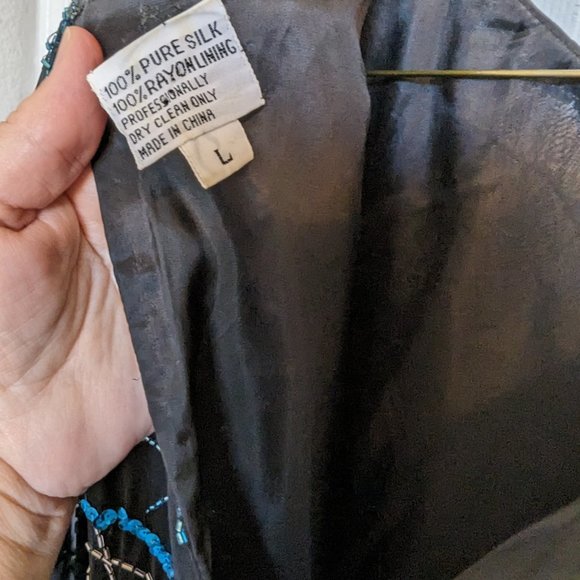 100% PURE SILK
100% RAYON LINING
PROFESSIONALLY
DRY CLEAN ONLY
MADE IN CHINA
L